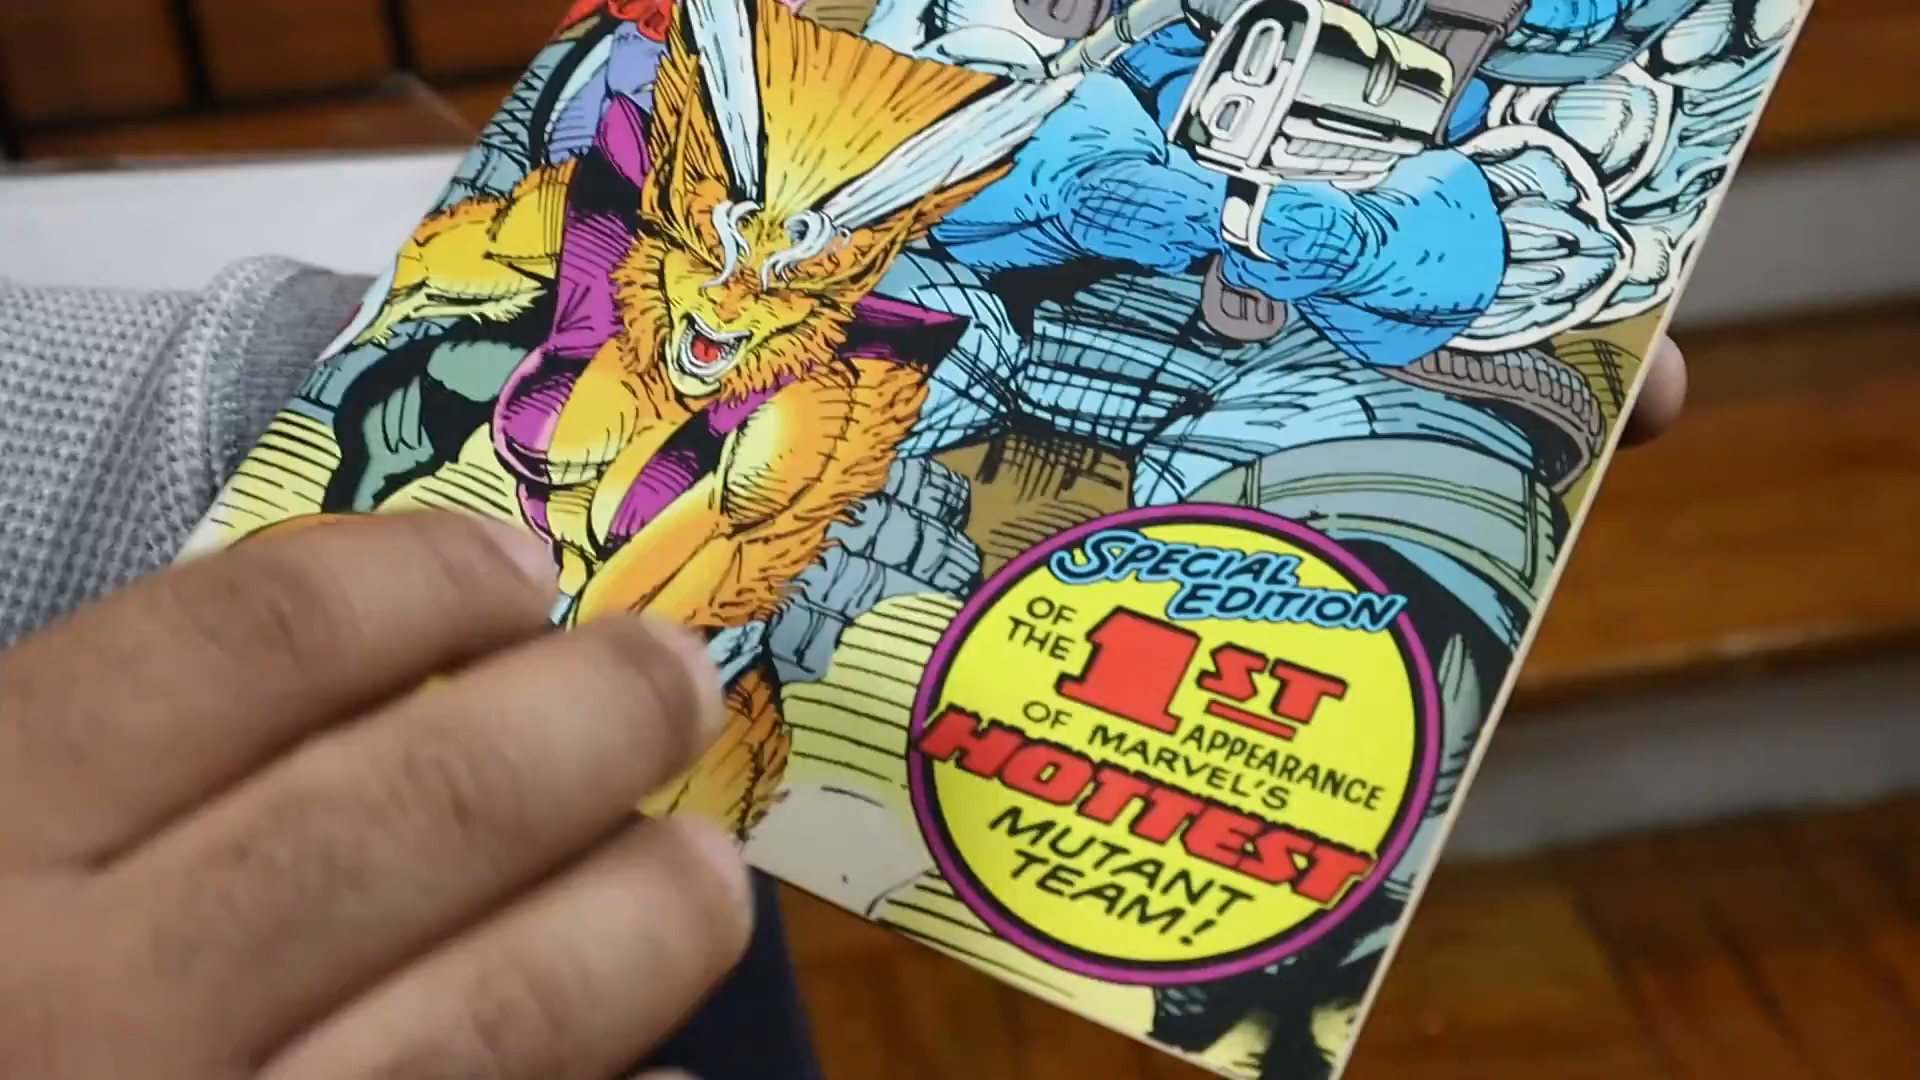 SPECIAL
EDITION
OF
THE 1ST
APPEARANCE
OF MARVEL'S
HOTTEST
MUTANT
TEAM!